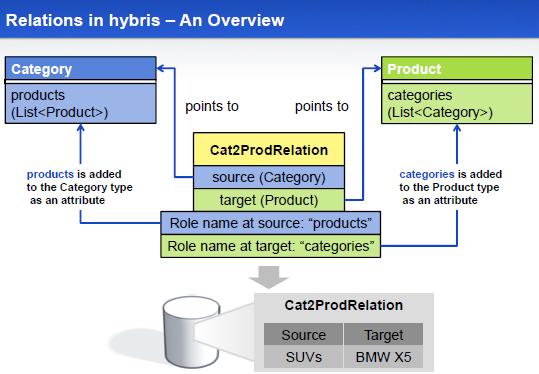 Relations in hybris – An Overview
Category
products
(List<Product>)
Product
categories
(List<Category>)
points to
points to
Cat2ProdRelation
source (Category)
target (Product)
Role name at source: “products”
Role name at target: “categories”
products is added
to the Category type
as an attribute
categories is added
to the Product type
as an attribute
Cat2ProdRelation
Source Target
SUVs BMW X5